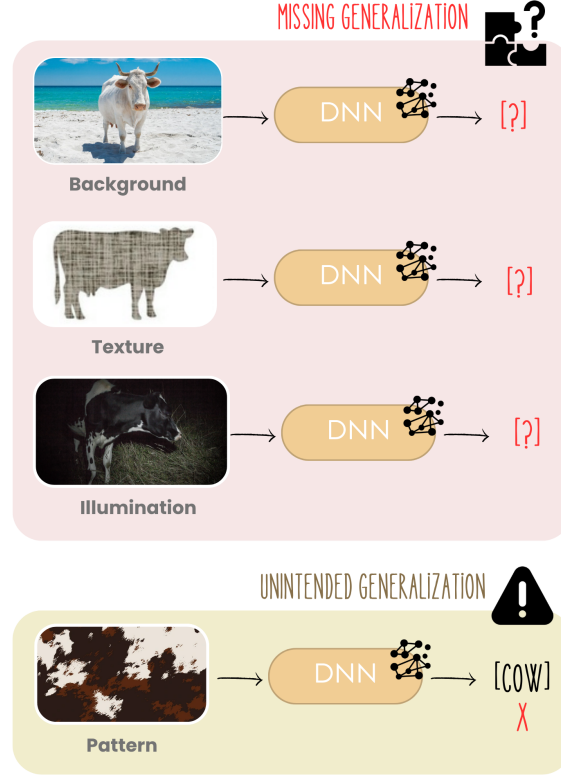 MISSING GENERALIZATION
?
DNN
[?]
Background
DNN
[?]
Texture
DNN
[?]
Illumination
UNINTENDED GENERALIZATION
!
DNN
[COW]
X
Pattern